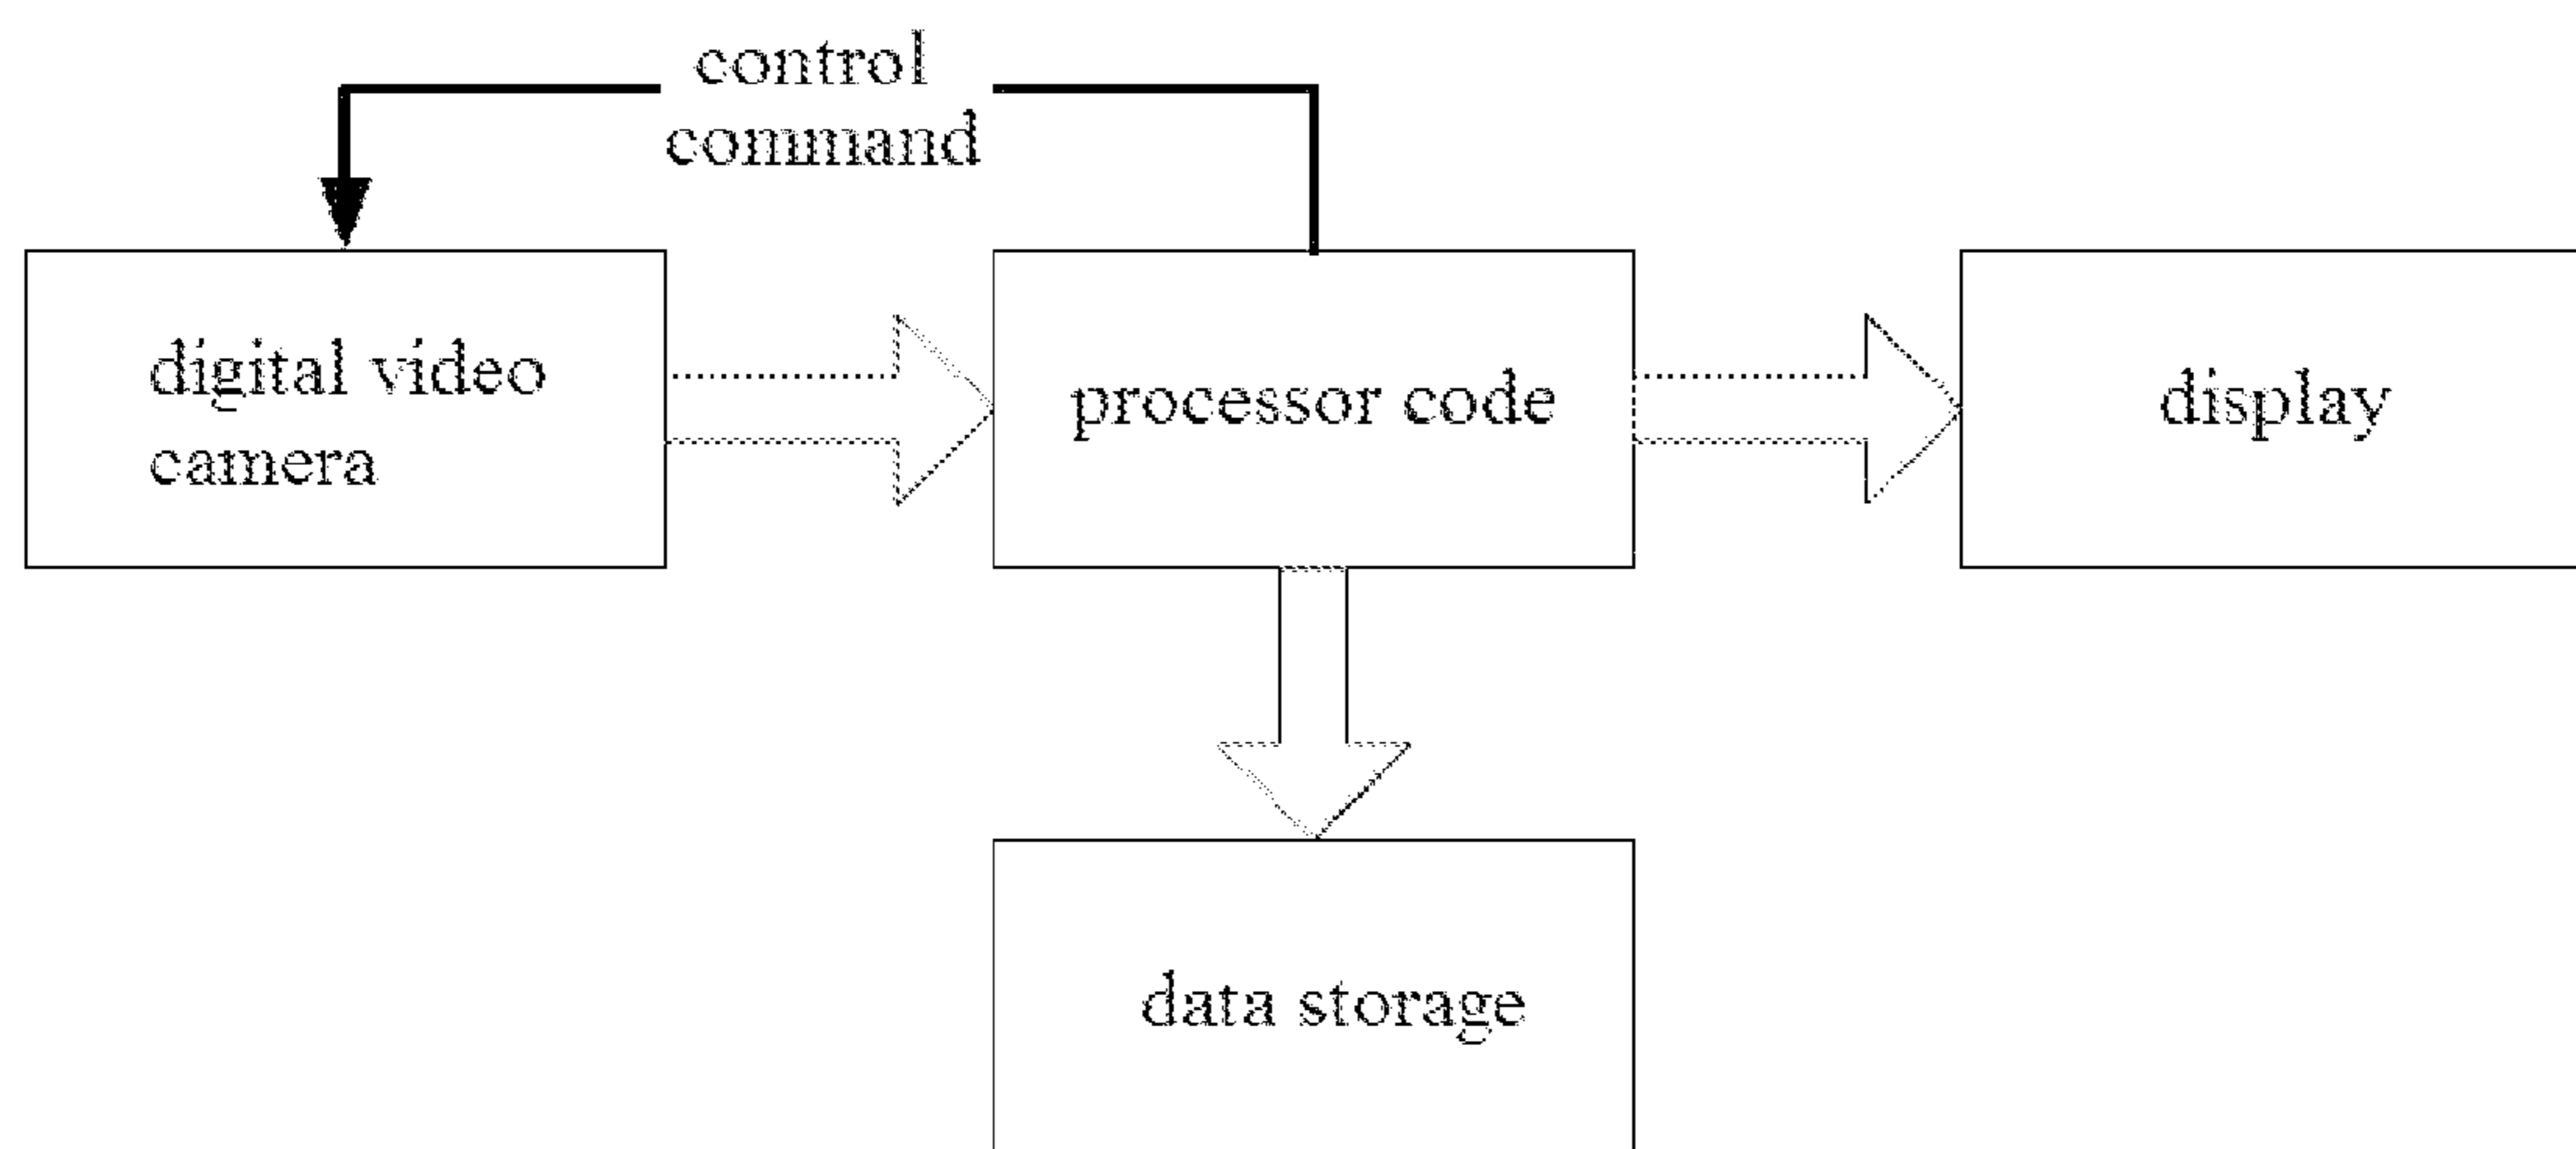 control
command
digital video
camera
processor code
display
data storage